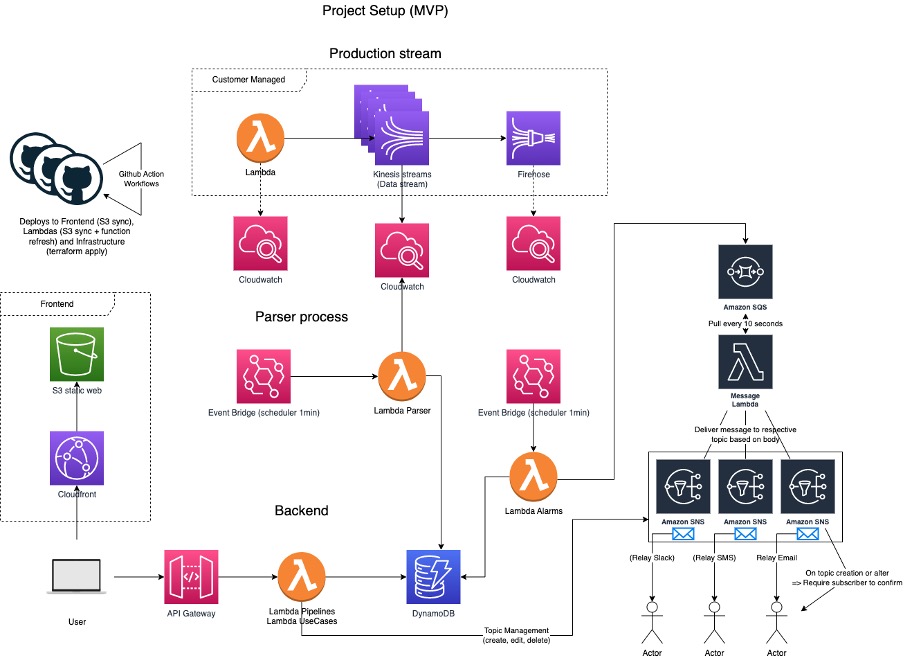 Project Setup (MVP)
Production stream
Customer Managed
Lambda
Kinesis streams
(Data stream)
Firehose
Github Action
Workflows
Deploys to Frontend (S3 sync),
Lambdas (S3 sync + function
refresh) and Infrastructure
(terraform apply)
Cloudwatch
Cloudwatch
Cloudwatch
Frontend
S3 static web
Cloudfront
User
Parser process
Event Bridge (scheduler 1min)
Lambda Parser
Event Bridge (scheduler 1min)
Lambda Alarms
Backend
API Gateway
Lambda Pipelines
Lambda UseCases
DynamoDB
Topic Management
(create, edit, delete)
Amazon SQS
Pull every 10 seconds
Message
Lambda
Deliver message to respective
topic based on body
Amazon SNS
Amazon SNS
Amazon SNS
(Relay Slack)
(Relay SMS)
Relay Email
On topic creation or alter
=> Require subscriber to confirm
Actor
Actor
Actor